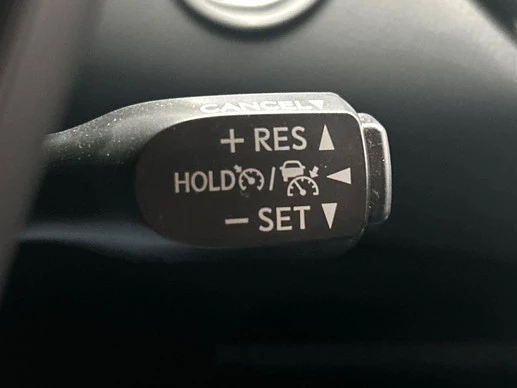 CANCEL▼
+ RES ▲
HOLD / ◀
− SET ▼